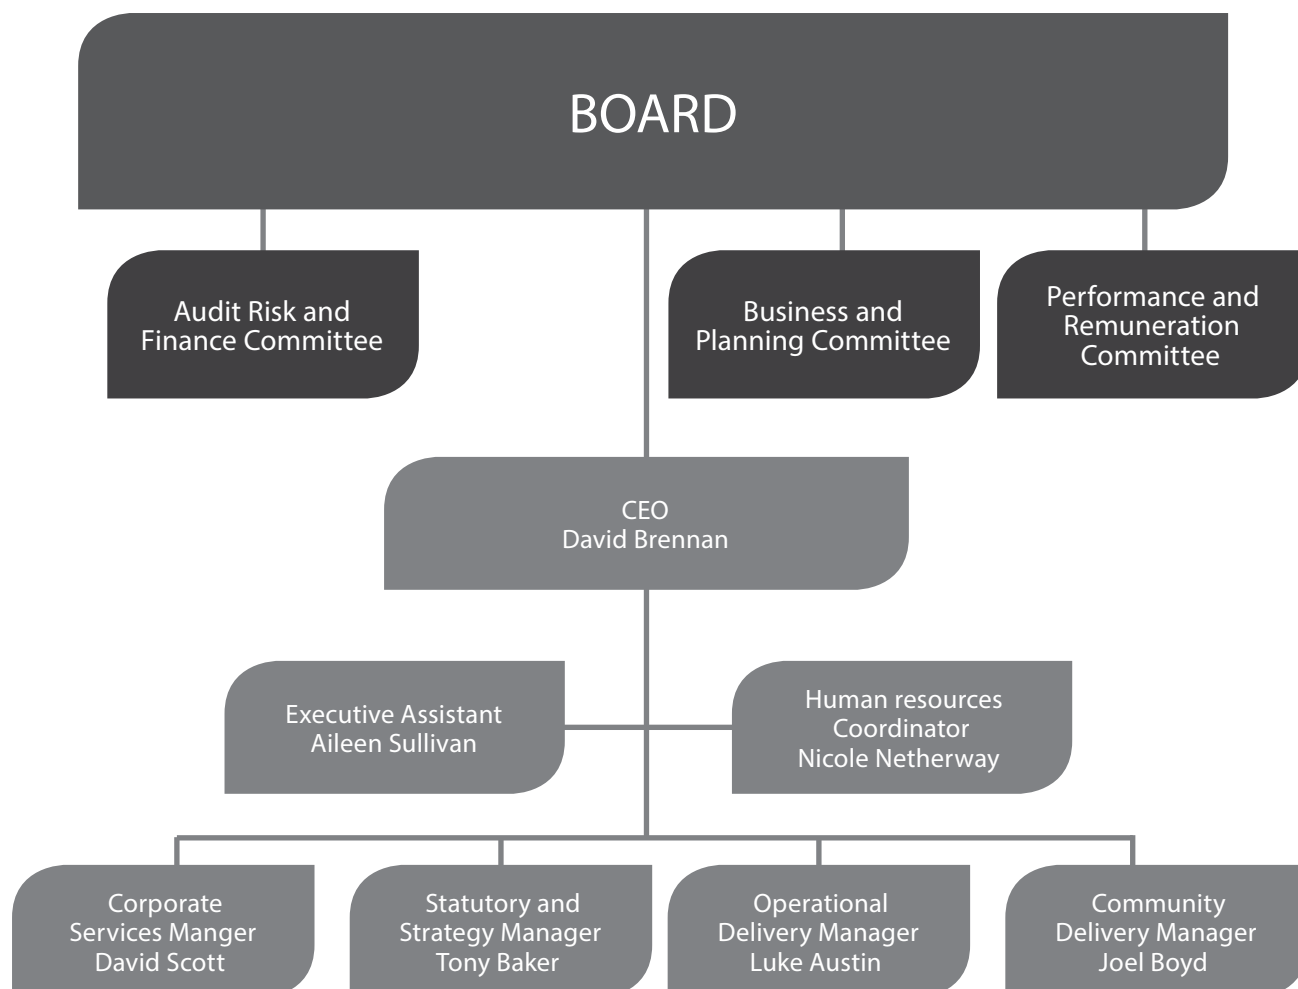 BOARD
Audit Risk and
Finance Committee
Business and
Planning Committee
Performance and
Remuneration
Committee
CEO
David Brennan
Executive Assistant
Aileen Sullivan
Human resources
Coordinator
Nicole Netherway
Corporate
Services Manger
David Scott
Statutory and
Strategy Manager
Tony Baker
Operational
Delivery Manager
Luke Austin
Community
Delivery Manager
Joel Boyd